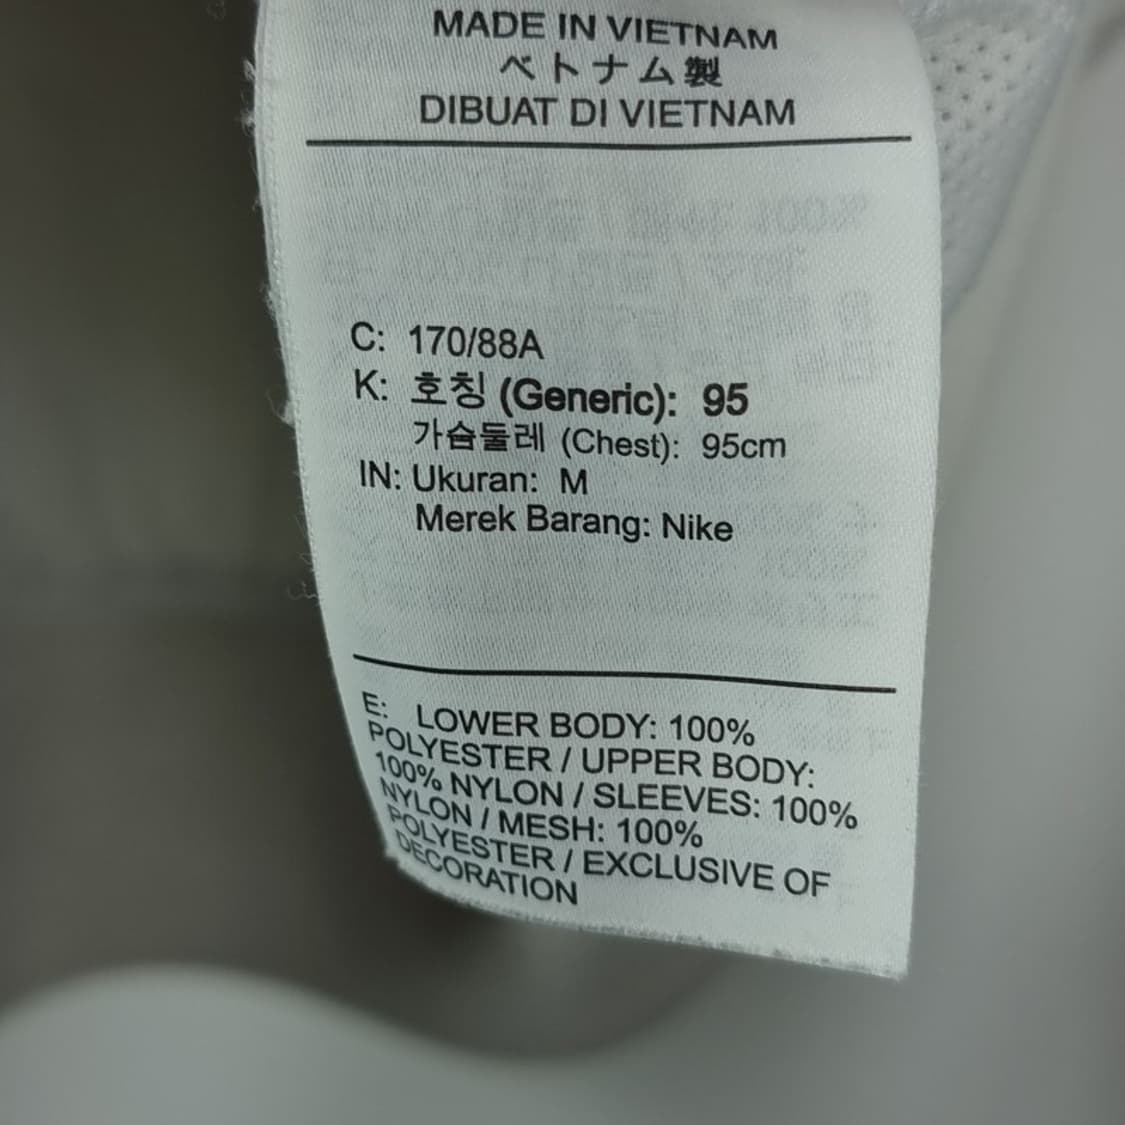 MADE IN VIETNAM
ベトナム製
DIBUAT DI VIETNAM
C: 170/88A
K: 호칭 (Generic): 95
가슴둘레 (Chest): 95cm
IN: Ukuran: M
Merek Barang: Nike
E: LOWER BODY: 100%
POLYESTER / UPPER BODY:
100% NYLON / SLEEVES: 100%
NYLON / MESH: 100%
POLYESTER / EXCLUSIVE OF
DECORATION